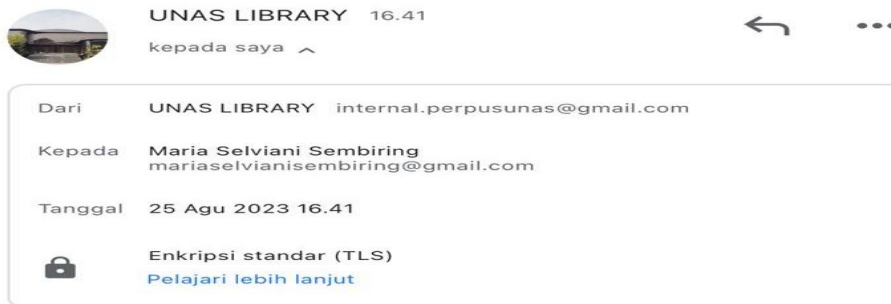 UNAS LIBRARY 16.41
kepada saya
Dari UNAS LIBRARY internal.perpusunas@gmail.com
Kepada Maria Selviani Sembiring
mariaselvianisembiring@gmail.com
Tanggal 25 Agu 2023 16.41
Enkripsi standar (TLS)
Pelajari lebih lanjut